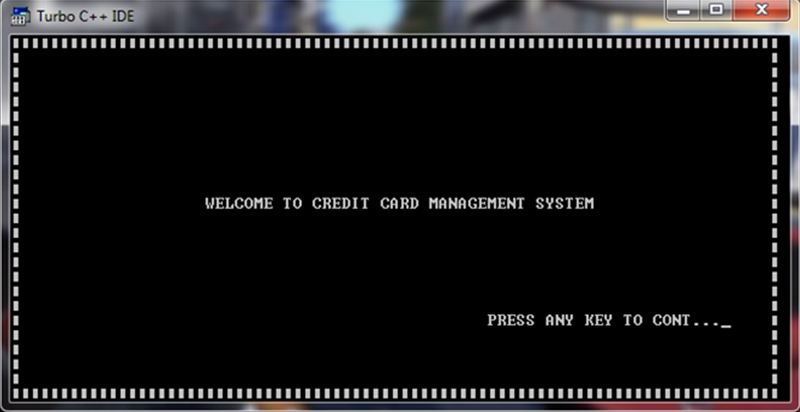 Turbo C++ IDE
WELCOME TO CREDIT CARD MANAGEMENT SYSTEM
PRESS ANY KEY TO CONT..._